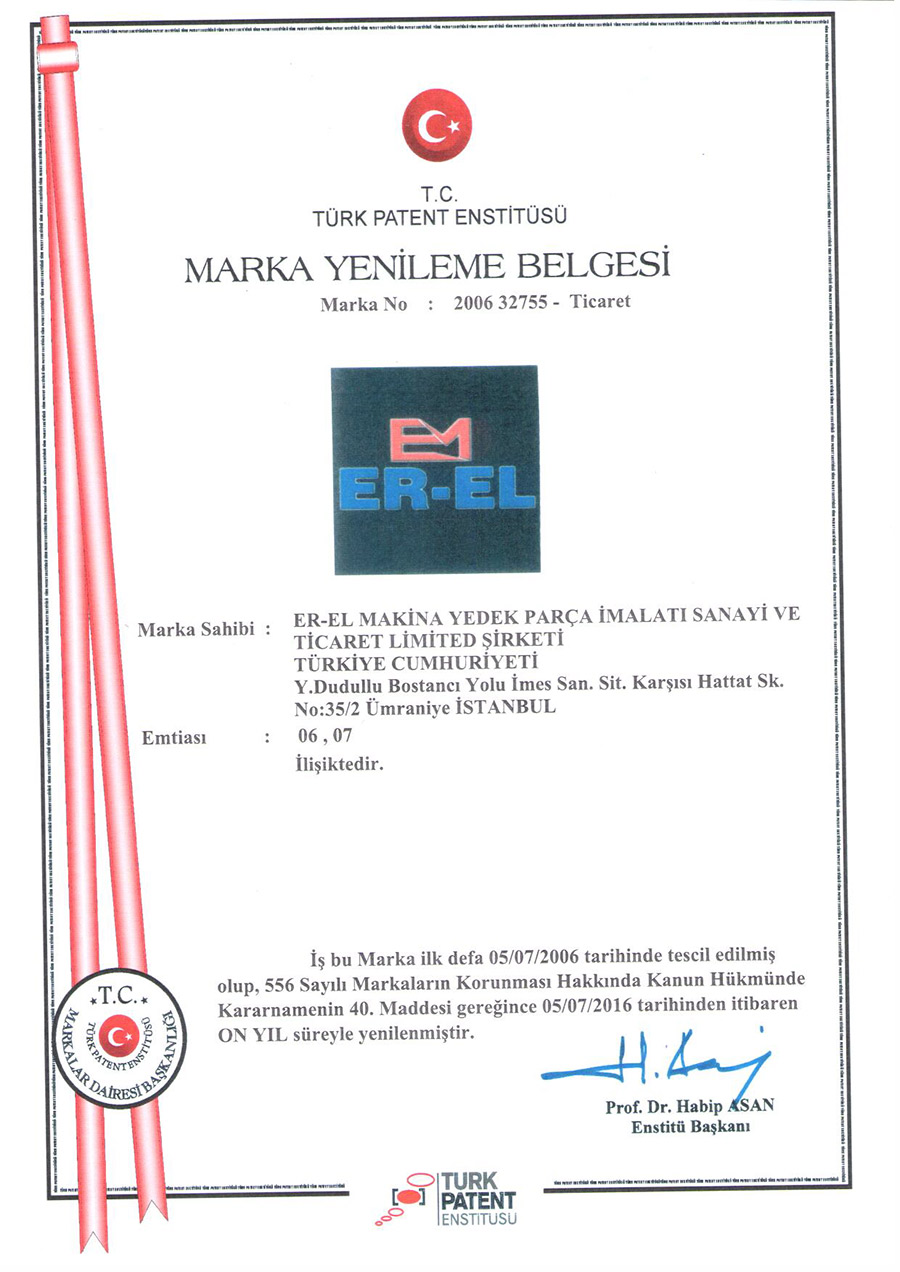 T.C.
TÜRK PATENT ENSTİTÜSÜ
MARKA YENİLEME BELGESİ
Marka No : 2006 32755 - Ticaret
EM
ER-EL
Marka Sahibi : ER-EL MAKİNA YEDEK PARÇA İMALATI SANAYİ VE
TİCARET LİMİTED ŞİRKETİ
TÜRKİYE CUMHURİYETİ
Y.Dudullu Bostancı Yolu İmes San. Sit. Karşısı Hattat Sk.
No:35/2 Ümraniye İSTANBUL
Emtiası : 06 , 07
İlişiktedir.
İş bu Marka ilk defa 05/07/2006 tarihinde tescil edilmiş
olup, 556 Sayılı Markaların Korunması Hakkında Kanun Hükmünde
Kararnamenin 40. Maddesi gereğince 05/07/2016 tarihinden itibaren
ON YIL süreyle yenilenmiştir.
T.C.
TÜRK PATENT ENSTİTÜSÜ
MARKALAR DAİRESİ BAŞKANLIĞI
H. Asan
Prof. Dr. Habip ASAN
Enstitü Başkanı
TURK
PATENT
ENSTITUSU